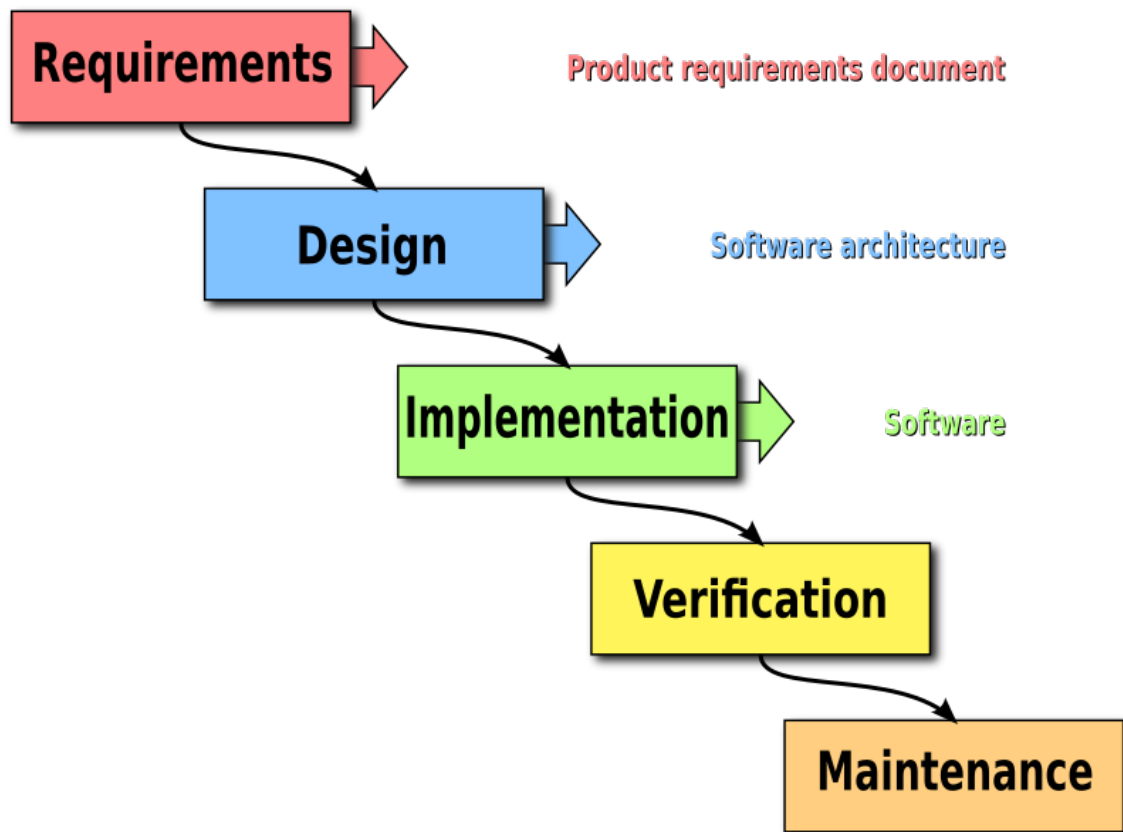 Requirements
Product requirements document
Design
Software architecture
Implementation
Software
Verification
Maintenance